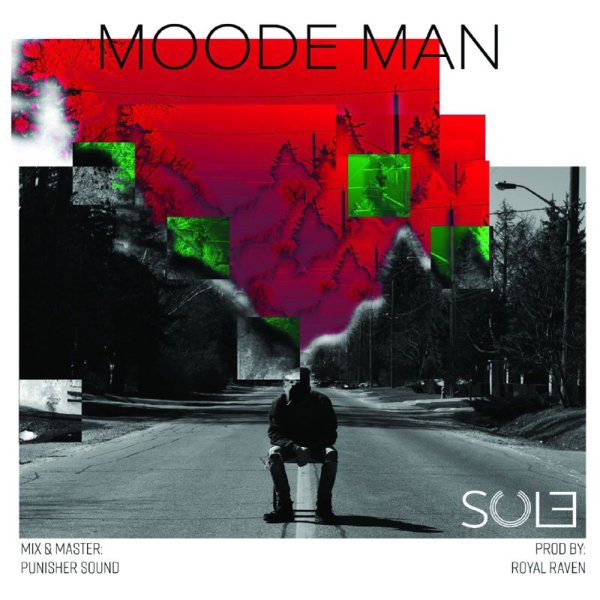 MOODE MAN
SOLE
MIX & MASTER:
PUNISHER SOUND
PROD BY:
ROYAL RAVEN